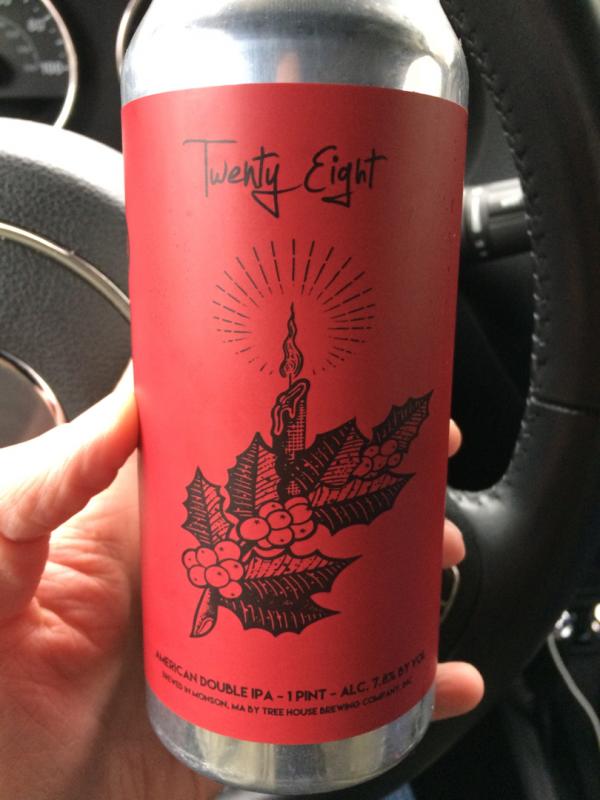 Twenty Eight
AMERICAN DOUBLE IPA - 1 PINT - ALC. 7.8% BY VOL
BREWED IN MONSON, MA BY TREE HOUSE BREWING COMPANY, INC